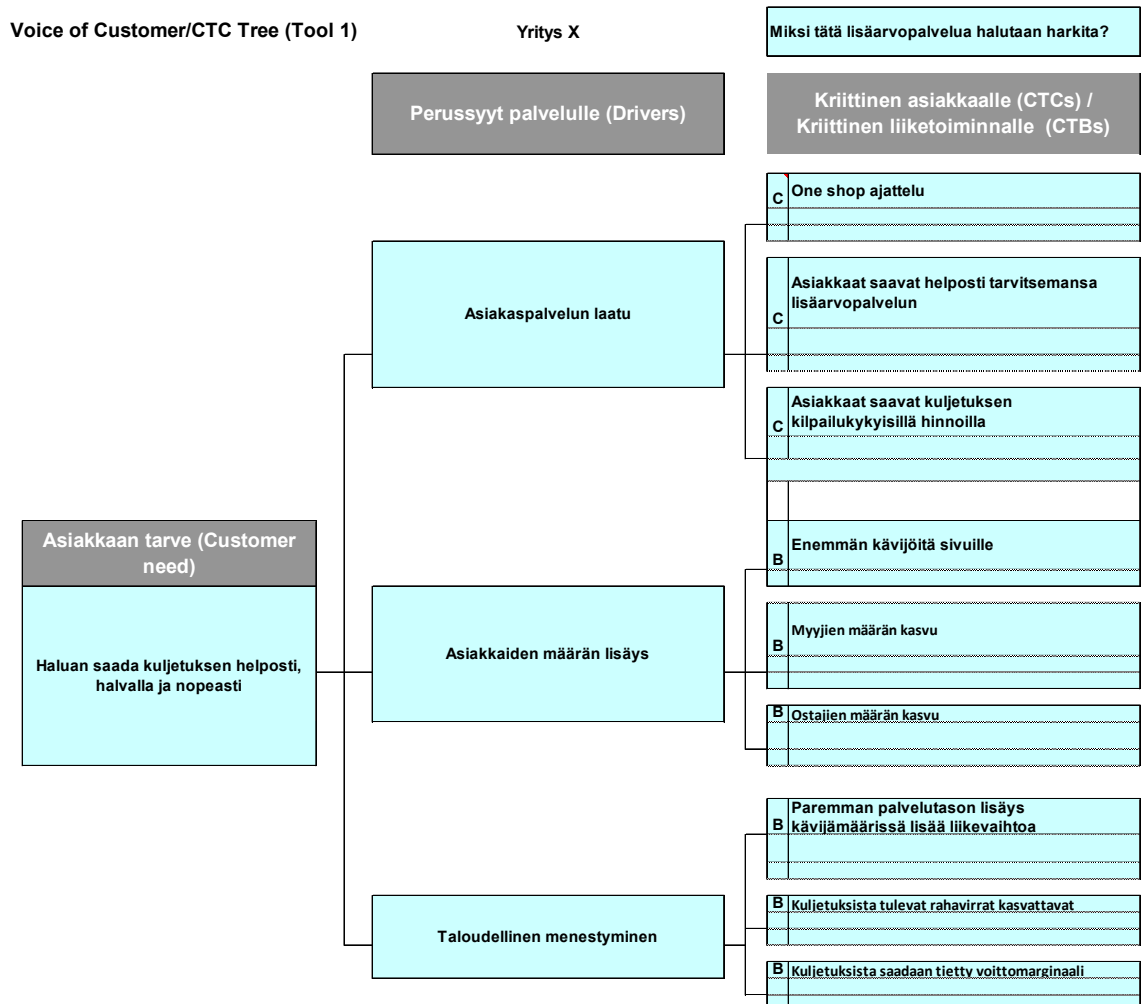 Voice of Customer/CTC Tree (Tool 1)
Yritys X
Miksi tätä lisäarvopalvelua halutaan harkita?
Perussyyt palvelulle (Drivers)
Kriittinen asiakkaalle (CTCs) /
Kriittinen liiketoiminnalle (CTBs)
C One shop ajattelu
Asiakaspalvelun laatu
Asiakkaat saavat helposti tarvitsemansa
lisäarvopalvelun
C
Asiakkaat saavat kuljetuksen
kilpailukykyisillä hinnoilla
C
Asiakkaan tarve (Customer
need)
Haluan saada kuljetuksen helposti,
halvalla ja nopeasti
Enemmän kävijöitä sivuille
B
Asiakkaiden määrän lisäys
Myyjien määrän kasvu
B
B Ostajien määrän kasvu
Paremman palvelutason lisäys
B kävijämäärissä lisää liikevaihtoa
Taloudellinen menestyminen
B Kuljetuksista tulevat rahavirrat kasvattavat
B Kuljetuksista saadaan tietty voittomarginaali